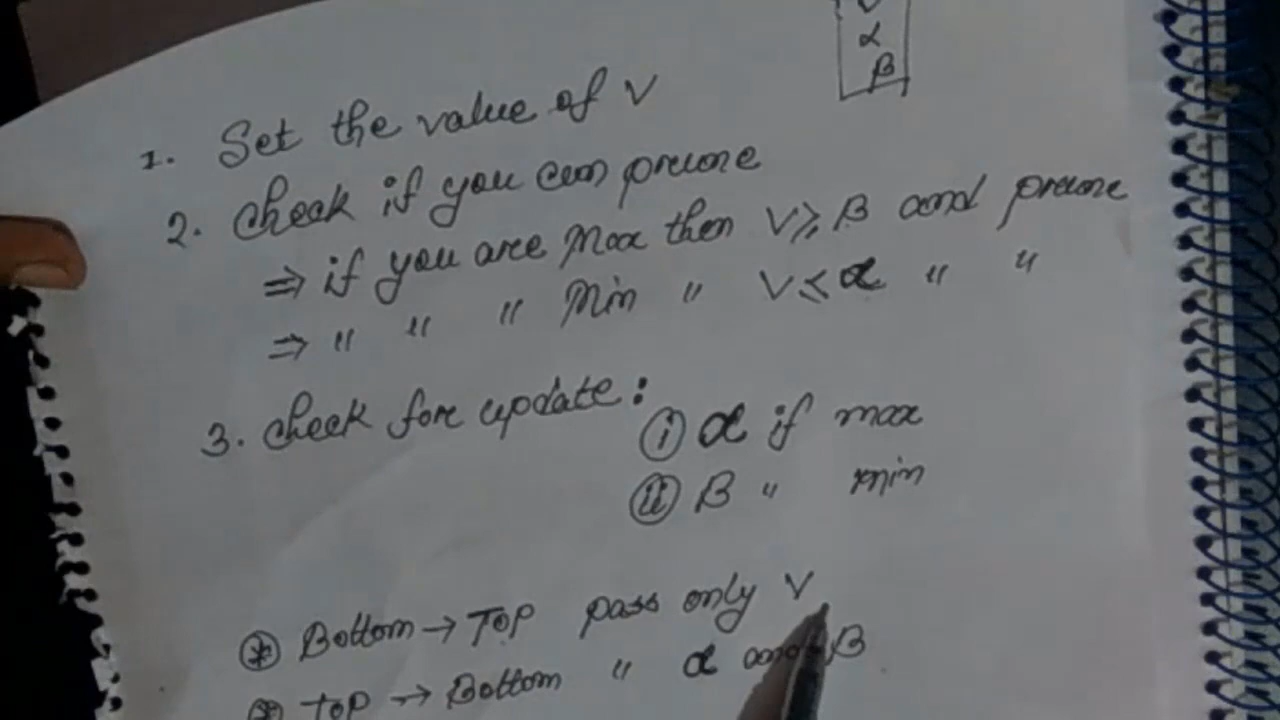 V
α
β
1. Set the value of V
2. Check if you can prune
⇒ if you are Max then V ≥ β and prune
⇒ " " " Min " V ≤ α " "
3. Check for update:
(i) α if max
(ii) β " min
⊛ Bottom → Top pass only V
⊛ Top → Bottom " α and β